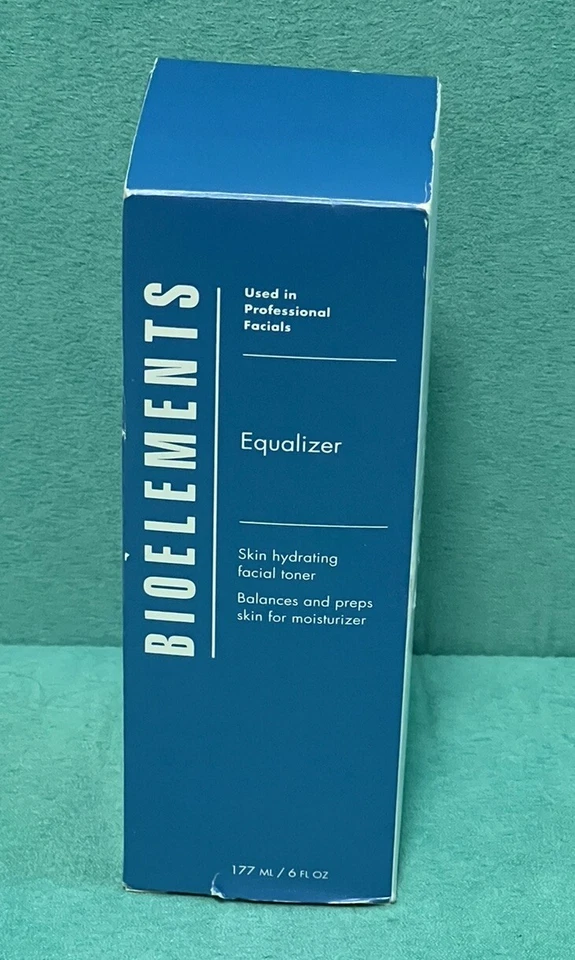 BIOELEMENTS
Used in
Professional
Facials
Equalizer
Skin hydrating
facial toner
Balances and preps
skin for moisturizer
177 ML / 6 FL OZ